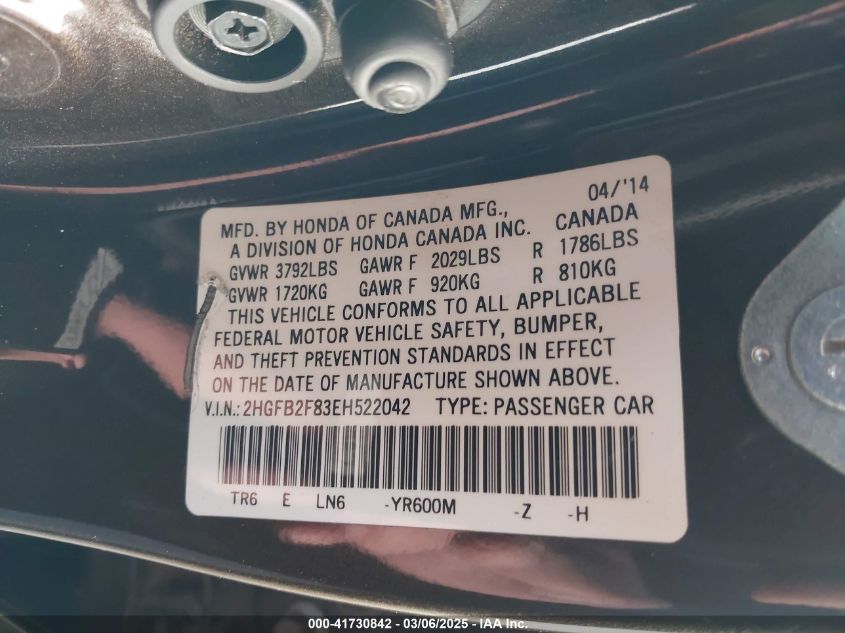 04/'14
MFD. BY HONDA OF CANADA MFG., CANADA
A DIVISION OF HONDA CANADA INC.
GVWR 3792LBS GAWR F 2029LBS R 1786LBS
GVWR 1720KG GAWR F 920KG R 810KG
THIS VEHICLE CONFORMS TO ALL APPLICABLE
FEDERAL MOTOR VEHICLE SAFETY, BUMPER,
AND THEFT PREVENTION STANDARDS IN EFFECT
ON THE DATE OF MANUFACTURE SHOWN ABOVE.
V.I.N.: 2HGFB2F83EH522042 TYPE: PASSENGER CAR
TR6 E LN6 -YR600M -Z -H
000-41730842 - 03/06/2025 - IAA Inc.